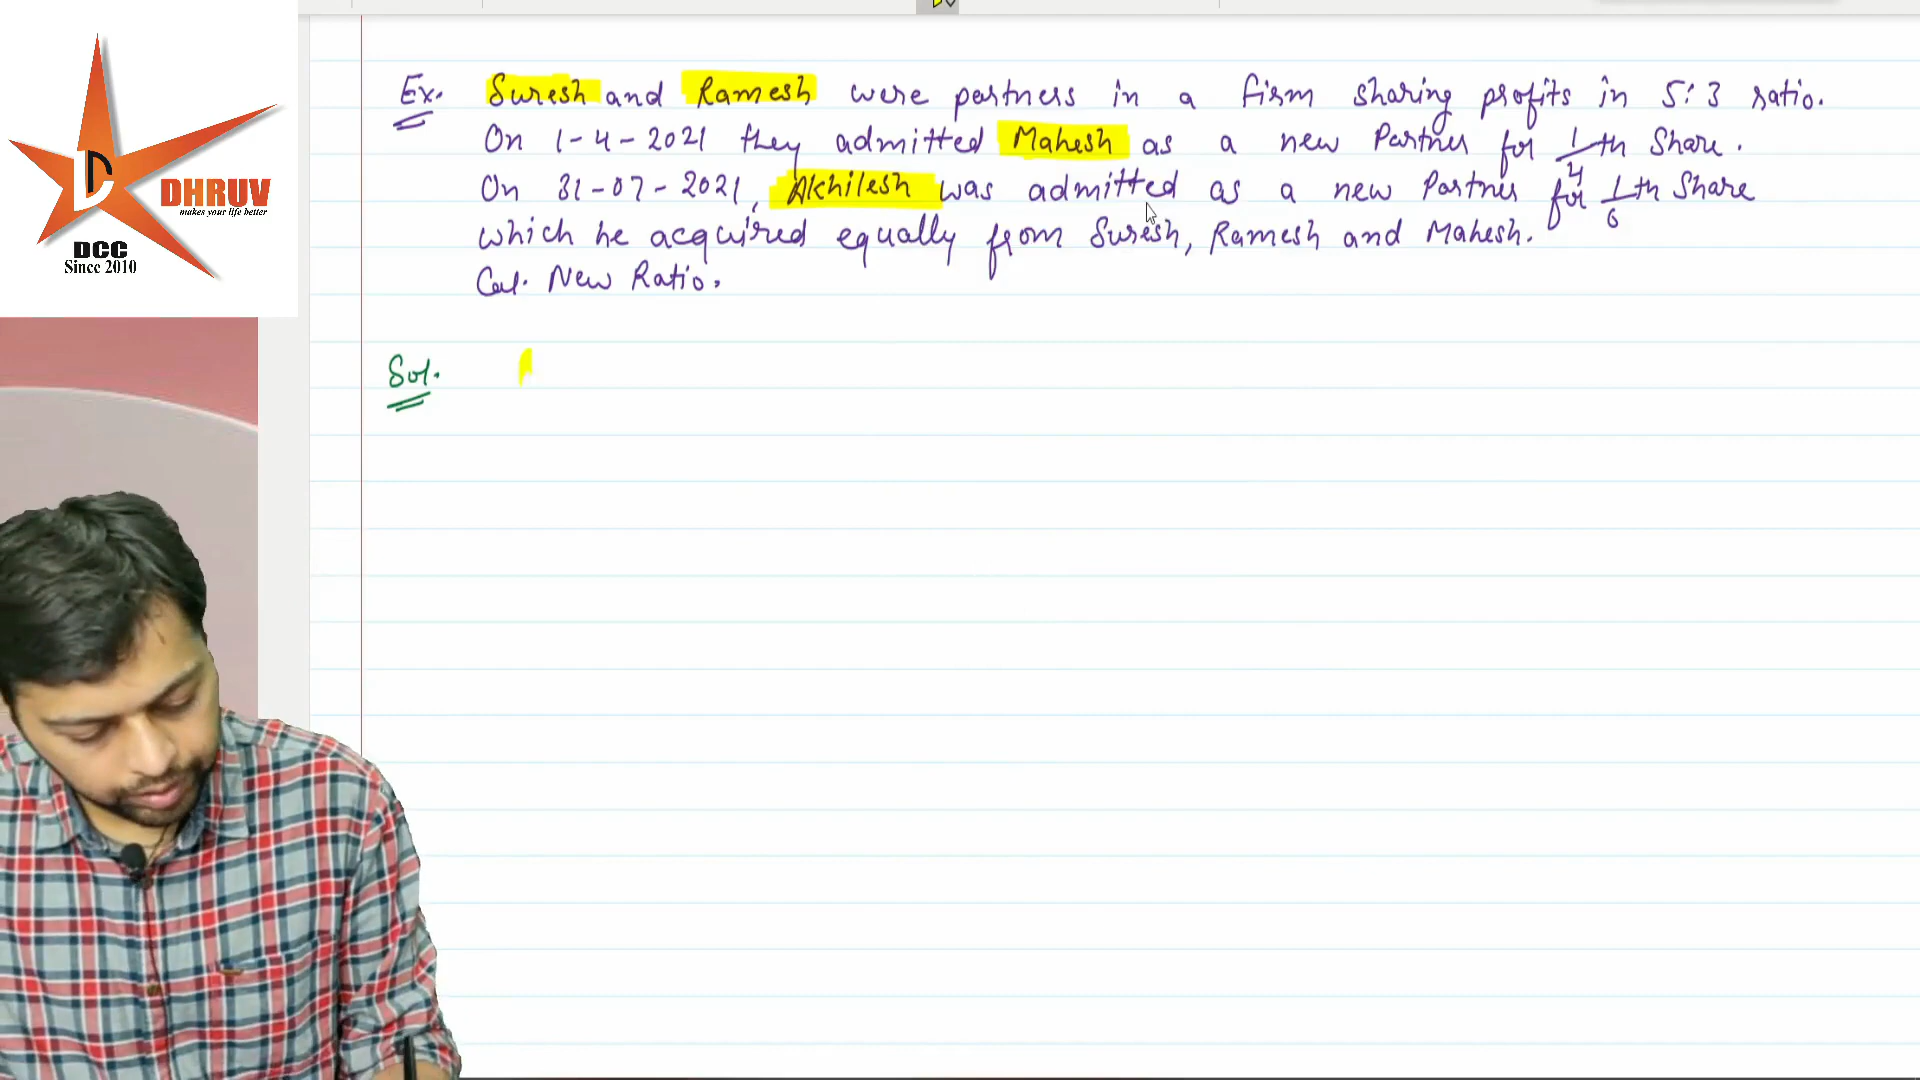 Ex. Suresh and Ramesh were partners in a firm sharing profits in 5:3 ratio.
On 1-4-2021 they admitted Mahesh as a new Partner for 1/4th Share.
On 31-07-2021, Akhilesh was admitted as a new Partner for 1/6th Share
which he acquired equally from Suresh, Ramesh and Mahesh.
Cal. New Ratio.
Sol.
DHRUV
makes your life better
DCC
Since 2010